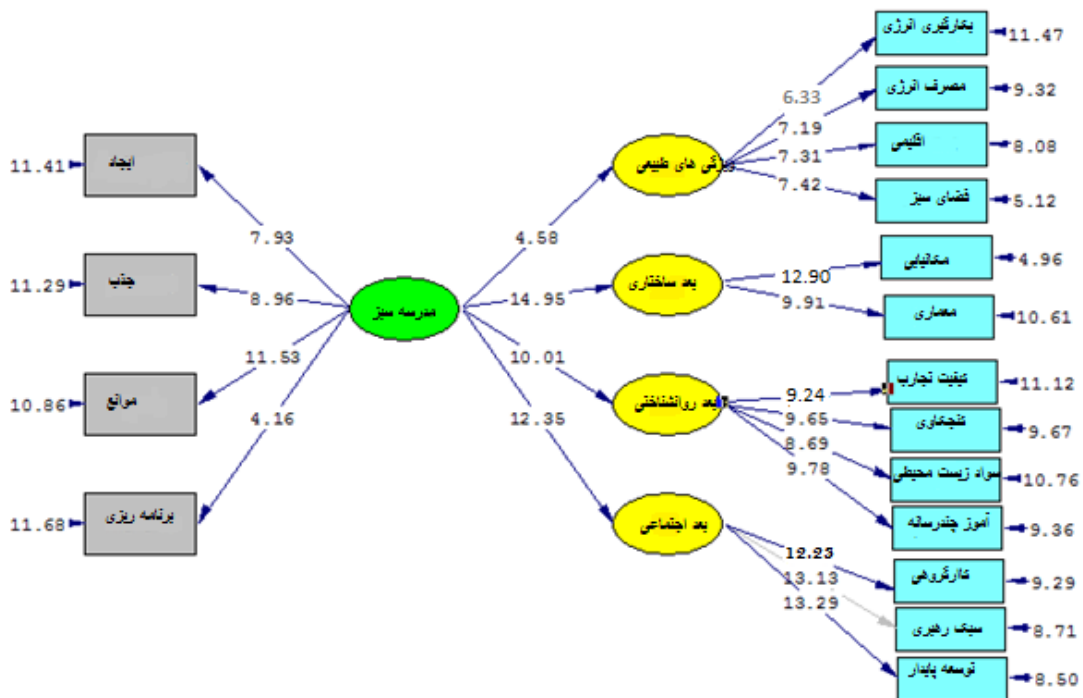 بکارگیری انرژی
11.47
6.33
مصرف انرژی
9.32
7.19
اقلیمی
8.08
7.31
فضای سبز
5.12
7.42
ایجاد
11.41
7.93
ویژگی های طبیعی
4.58
مکانیابی
4.96
12.90
جذب
11.29
8.96
مدرسه سبز
بعد ساختاری
14.95
معماری
10.61
9.91
موانع
10.86
11.53
بعد روانشناختی
10.01
کیفیت تجارب
11.12
9.24
کنجکاوی
9.67
9.65
سواد زیست محیطی
10.76
8.69
آموز چندرسانه
9.36
9.78
برنامه ریزی
11.68
4.16
بعد اجتماعی
12.35
کارگروهی
9.29
12.23
سبک رهبری
8.71
13.13
توسعه پایدار
8.50
13.29